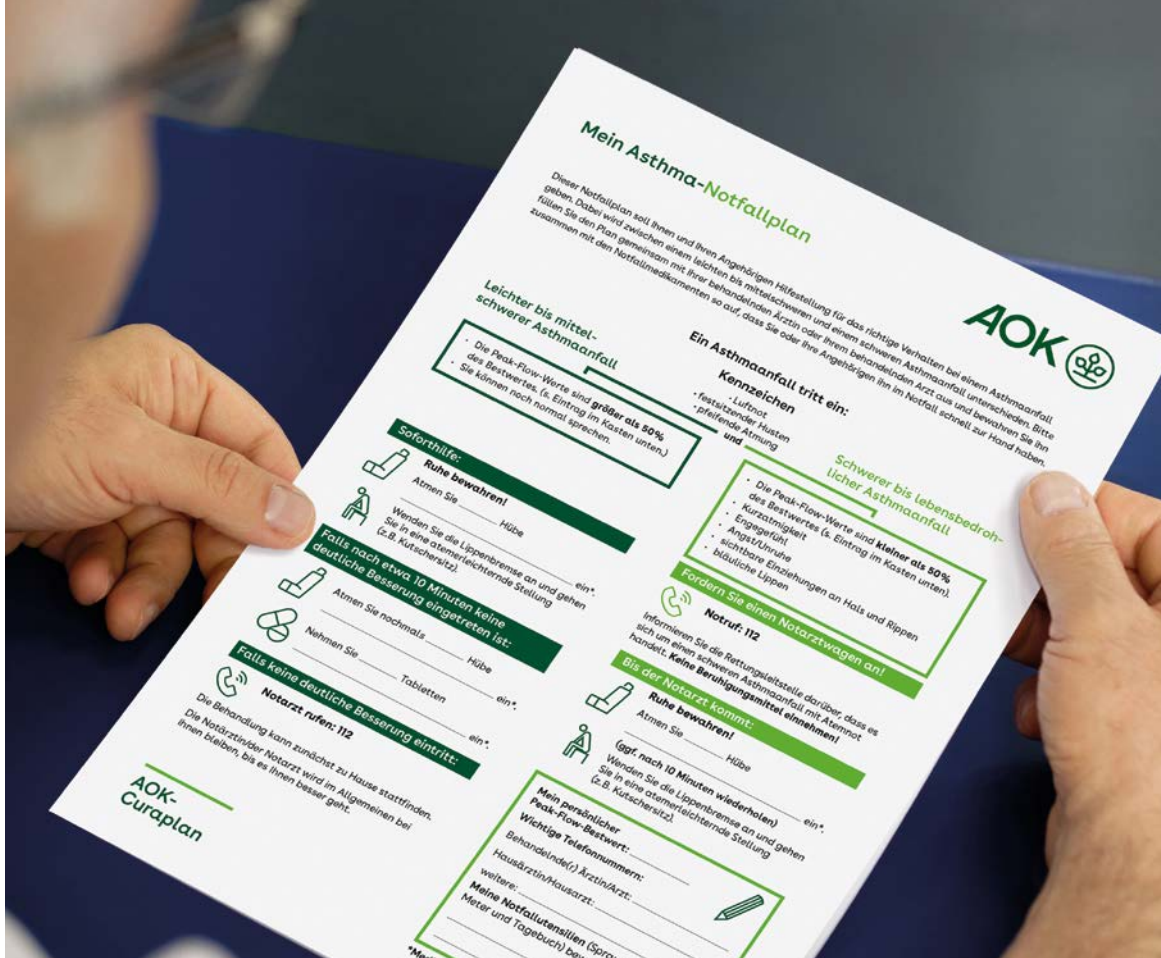 Mein Asthma-Notfallplan
AOK
Dieser Notfallplan soll Ihnen und Ihren Angehörigen Hilfestellung für das richtige Verhalten bei einem Asthmaanfall
geben. Dabei wird zwischen einem leichten bis mittelschweren und einem schweren Asthmaanfall unterschieden. Bitte
füllen Sie den Plan gemeinsam mit Ihrer behandelnden Ärztin oder Ihrem behandelnden Arzt aus und bewahren Sie ihn
zusammen mit den Notfallmedikamenten so auf, dass Sie oder Ihre Angehörigen ihn im Notfall schnell zur Hand haben.
Ein Asthmaanfall tritt ein:
Kennzeichen
· Luftnot
· festsitzender Husten
· pfeifende Atmung
und
Leichter bis mittel-
schwerer Asthmaanfall
· Die Peak-Flow-Werte sind größer als 50%
des Bestwertes. (s. Eintrag im Kasten unten.)
· Sie können noch normal sprechen.
Soforthilfe:
Ruhe bewahren!
Atmen Sie ______ Hübe
______ ein*.
Wenden Sie die Lippenbremse an und gehen
Sie in eine atemerleichternde Stellung
(z.B. Kutschersitz).
Falls nach etwa 10 Minuten keine
deutliche Besserung eingetreten ist:
Atmen Sie nochmals ______ Hübe
______ ein*.
Nehmen Sie ______ Tabletten
______ ein*.
Falls keine deutliche Besserung eintritt:
Notarzt rufen: 112
Die Behandlung kann zunächst zu Hause stattfinden.
Die Notärztin/der Notarzt wird im Allgemeinen bei
Ihnen bleiben, bis es Ihnen besser geht.
AOK-
Curaplan
Schwerer bis lebensbedroh-
licher Asthmaanfall
· Die Peak-Flow-Werte sind kleiner als 50%
des Bestwertes (s. Eintrag im Kasten unten).
· Kurzatmigkeit
· Engegefühl
· Angst/Unruhe
· sichtbare Einziehungen an Hals und Rippen
· bläuliche Lippen
Fordern Sie einen Notarztwagen an!
Notruf: 112
Informieren Sie die Rettungsleitstelle darüber, dass es
sich um einen schweren Asthmaanfall mit Atemnot
handelt. Keine Beruhigungsmittel einnehmen!
Bis der Notarzt kommt:
Ruhe bewahren!
Atmen Sie ______ Hübe
______ ein*.
(ggf. nach 10 Minuten wiederholen)
Wenden Sie die Lippenbremse an und gehen
Sie in eine atemerleichternde Stellung
(z.B. Kutschersitz).
Mein persönlicher
Peak-Flow-Bestwert: ______
Wichtige Telefonnummern:
Behandelnde(r) Ärztin/Arzt: ______
Hausärztin/Hausarzt: ______
weitere: ______
Meine Notfallutensilien
Meter und Tagebuch)